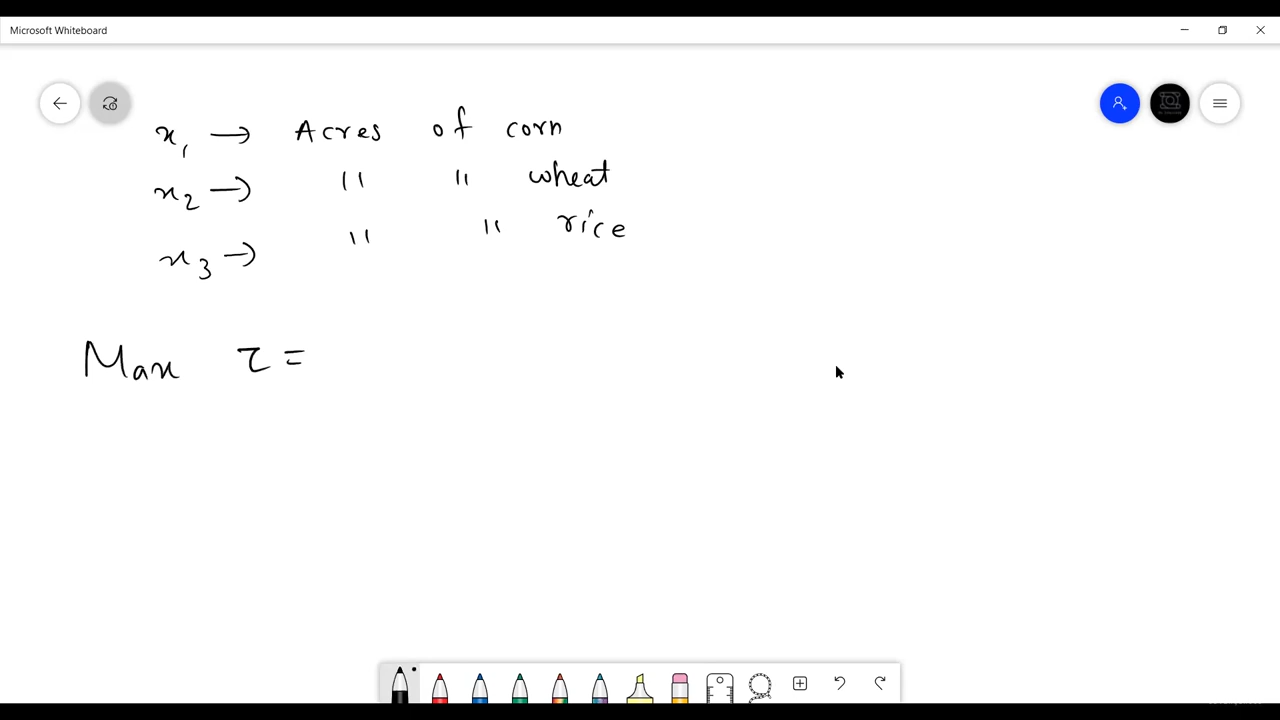 Microsoft Whiteboard
x₁ → Acres of corn
x₂ → " " wheat
x₃ → " " rice
Max Z =